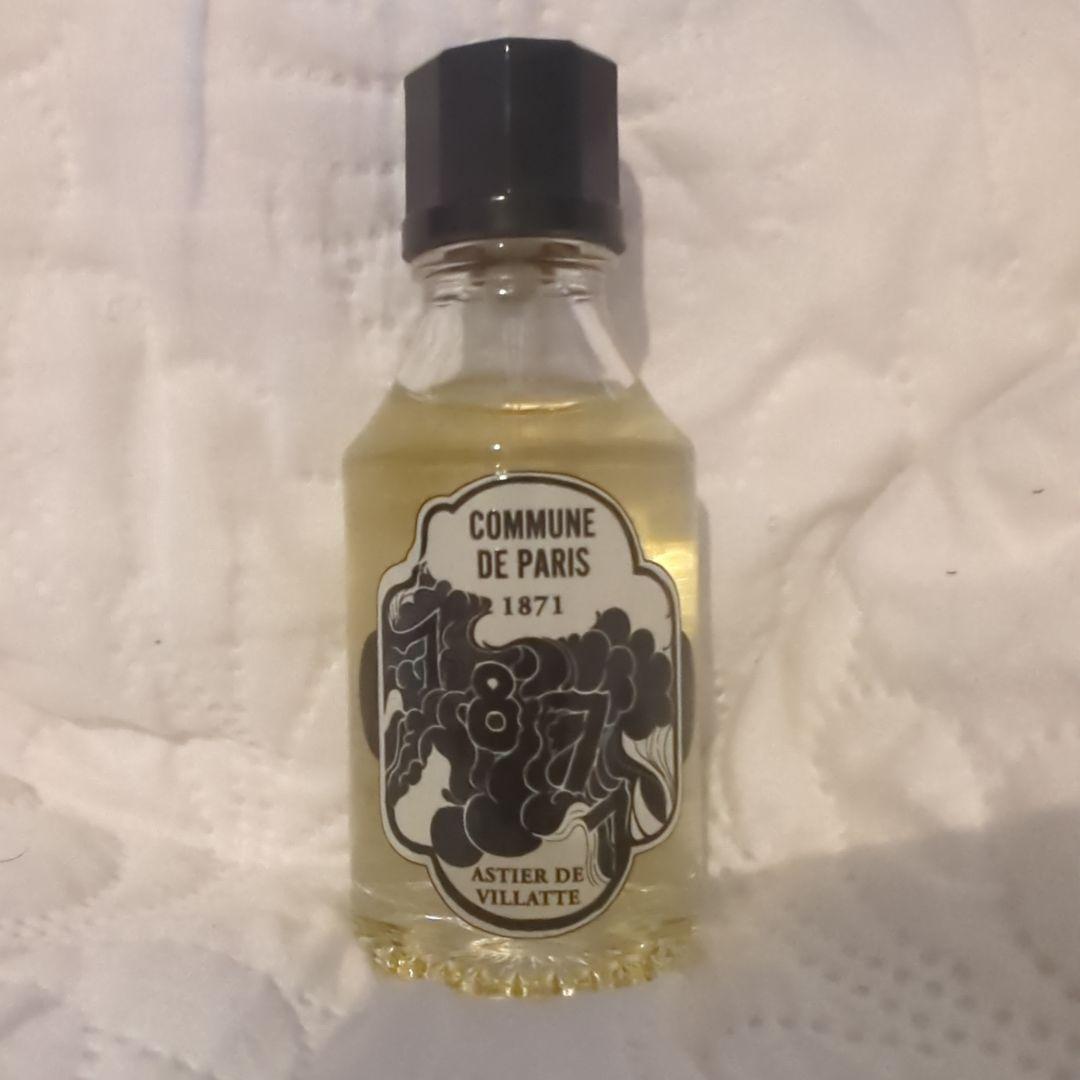 COMMUNE
DE PARIS
1871
1871
ASTIER DE
VILLATTE